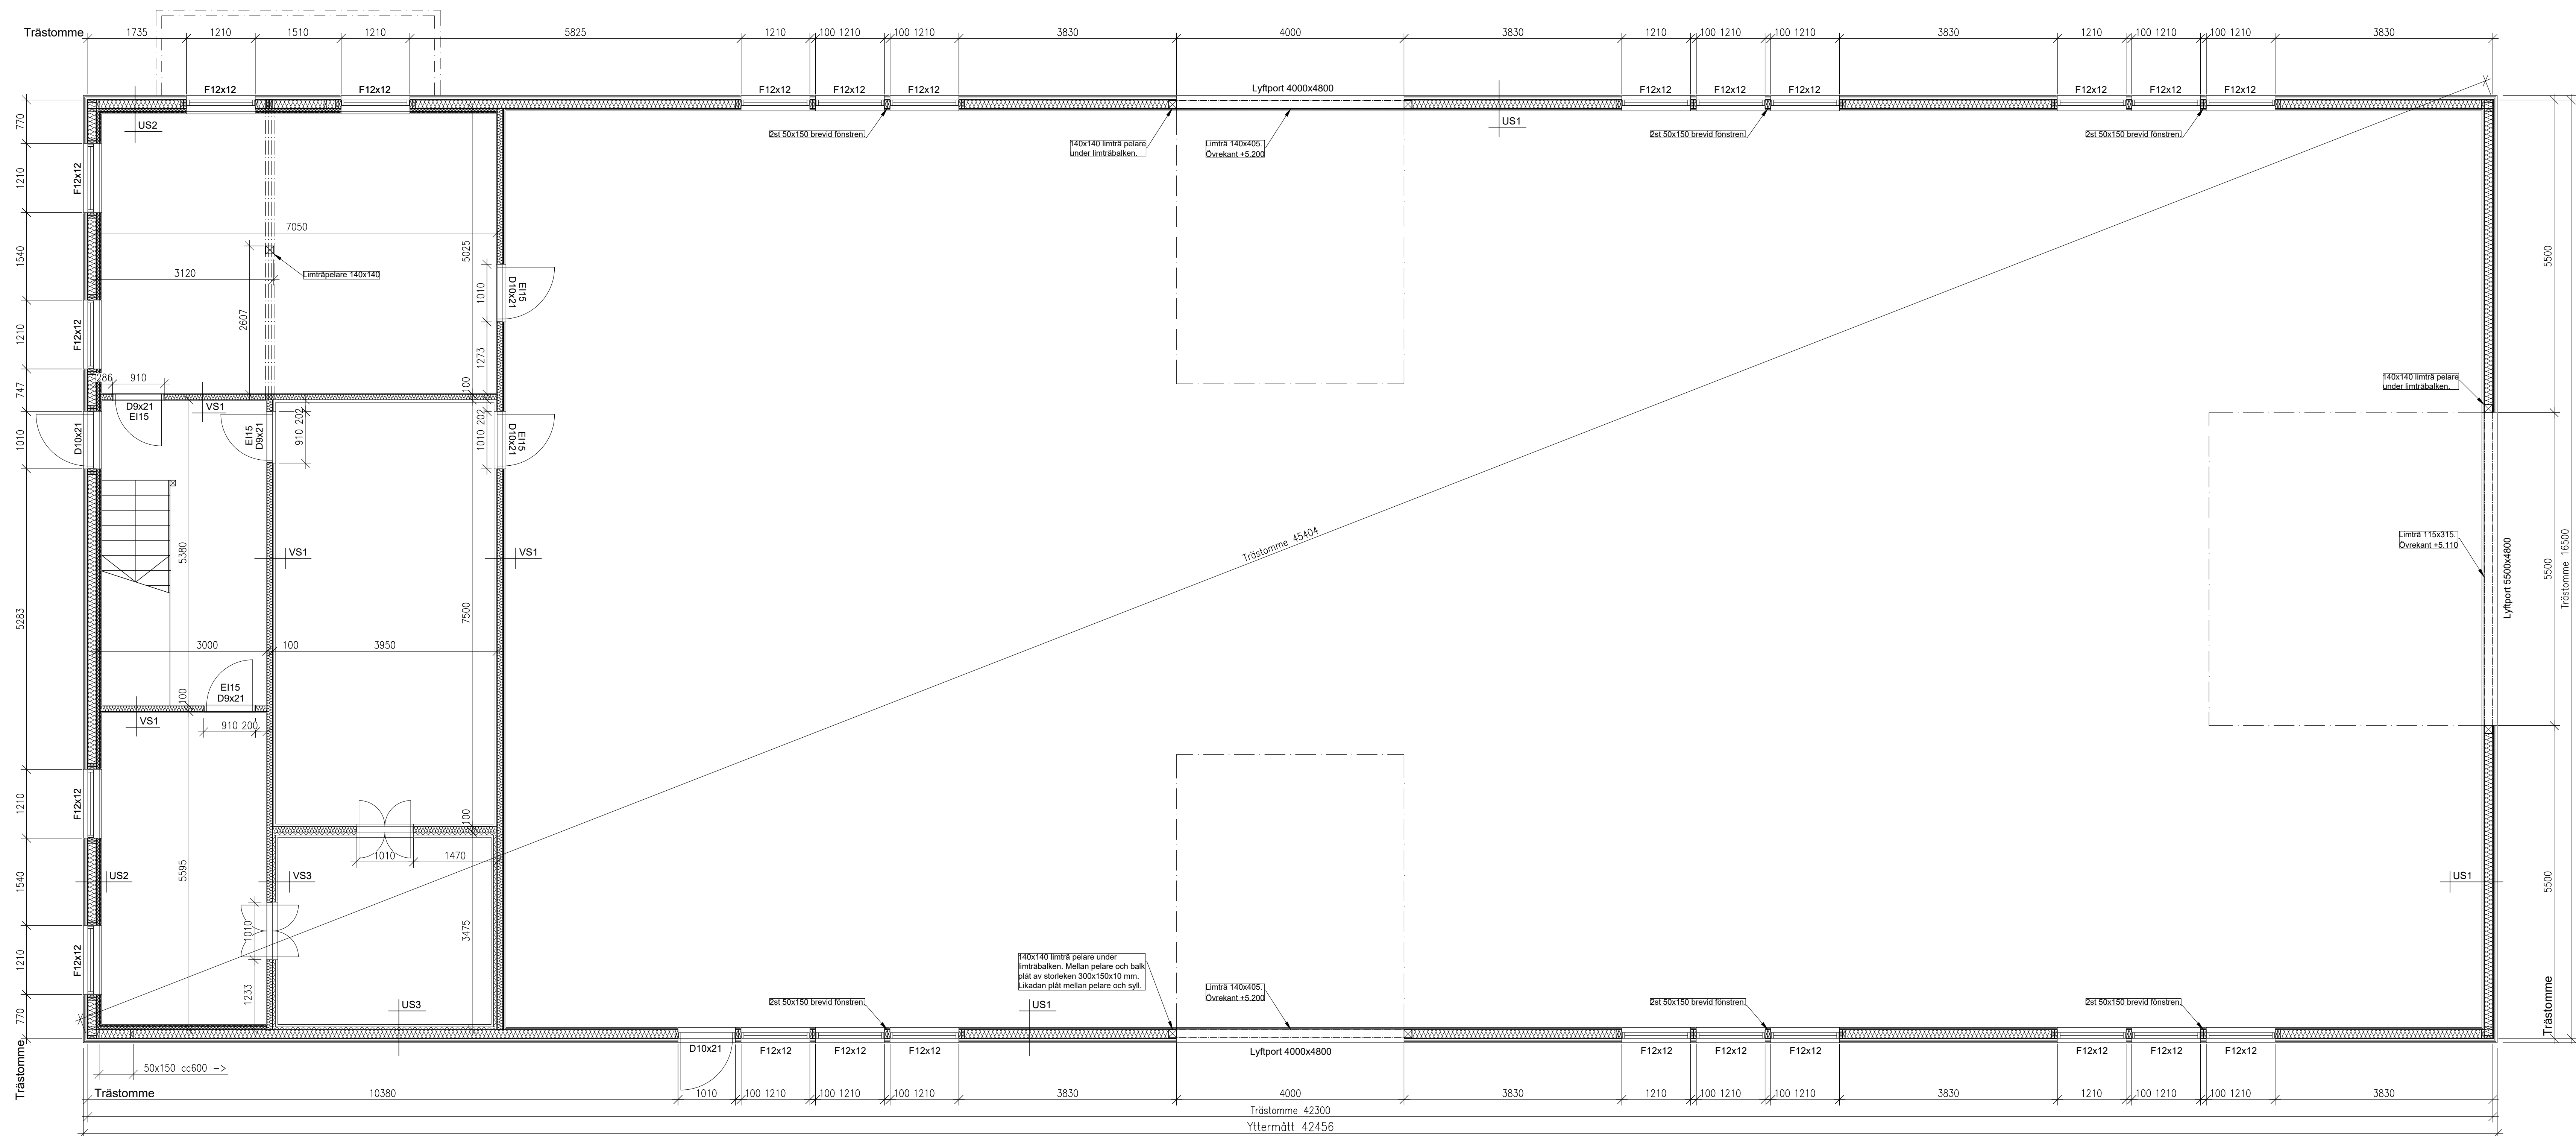 Trästomme 1735 1210 1510 1210 5825 1210 100 1210 100 1210 3830 4000 3830 1210 100 1210 100 1210 3830 1210 100 1210 100 1210 3830
F12x12 F12x12 F12x12 F12x12 F12x12 Lyftport 4000x4800 F12x12 F12x12 F12x12 F12x12 F12x12 F12x12
770
US2
US1
2st 50x150 brevid fönstren.
2st 50x150 brevid fönstren.
2st 50x150 brevid fönstren.
140x140 limträ pelare
under limträbalken.
Limträ 140x405.
Övrekant +5.200
1210
F12x12
7050
5025
1540
3120
Limträpelare 140x140
5500
1010
D10x21
EI15
2607
1210
F12x12
1273
747
286 910
100
140x140 limträ pelare
under limträbalken.
D9x21
EI15
VS1
910 202
1010 202
1010
D10x21
EI15
D9x21
D10x21
EI15
Trästomme 45404
Limträ 115x315.
Övrekant +5.110
5380
VS1
VS1
Lyftport 5500x4800
5500
Trästomme 16500
5283
7500
3000 100 3950
EI15
D9x21
100
VS1
910 200
1210
F12x12
100
1010 1470
1540
5595
US2
VS3
3475
US1
5500
1010
1210
F12x12
1233
140x140 limträ pelare under
limträbalken. Mellan pelare och balk
plåt av storleken 300x150x10 mm.
Likadan plåt mellan pelare och syll.
Limträ 140x405.
Övrekant +5.200
US3
US1
2st 50x150 brevid fönstren.
2st 50x150 brevid fönstren.
2st 50x150 brevid fönstren.
770
Trästomme
Trästomme
D10x21 F12x12 F12x12 F12x12 Lyftport 4000x4800 F12x12 F12x12 F12x12 F12x12 F12x12 F12x12
50x150 cc600 ->
Trästomme 10380 1010 100 1210 100 1210 100 1210 3830 4000 3830 1210 100 1210 100 1210 3830 1210 100 1210 100 1210 3830
Trästomme 42300
Yttermått 42456